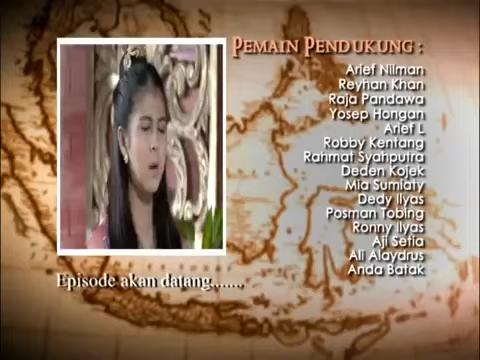 PEMAIN PENDUKUNG :
Arief Nilman
Reyhan Khan
Raja Pandawa
Yosep Hongan
Arief L
Robby Kentang
Rahmat Syahputra
Deden Kojek
Mia Sumiaty
Dedy Ilyas
Posman Tobing
Ronny Ilyas
Aji Setia
Ali Alaydrus
Anda Batak
Episode akan datang.......